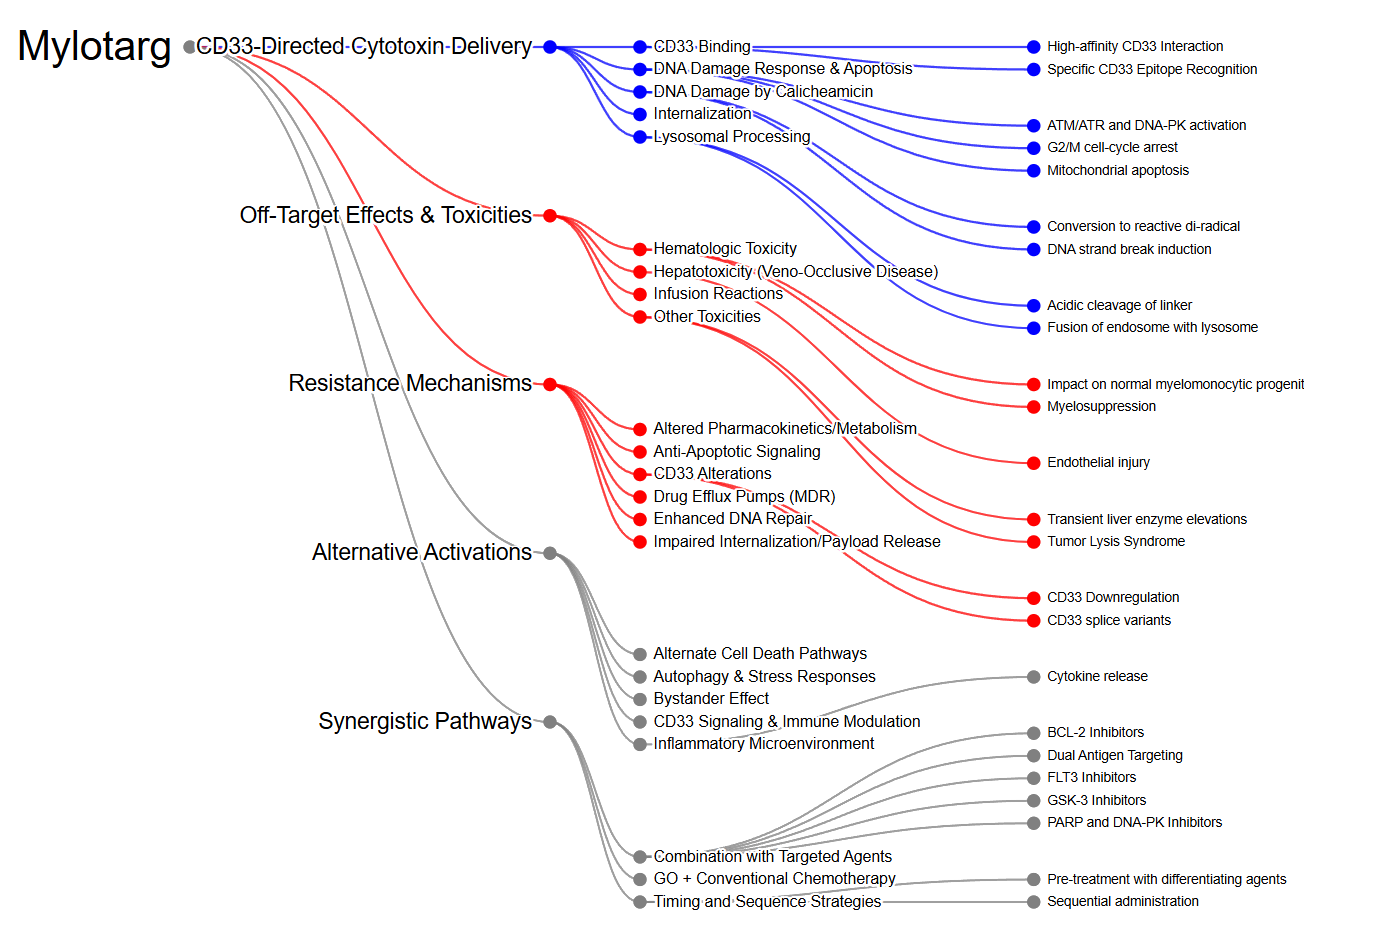 Mylotarg
CD33-Directed Cytotoxin Delivery
CD33 Binding
High-affinity CD33 Interaction
Specific CD33 Epitope Recognition
DNA Damage Response & Apoptosis
ATM/ATR and DNA-PK activation
G2/M cell-cycle arrest
Mitochondrial apoptosis
DNA Damage by Calicheamicin
Conversion to reactive di-radical
DNA strand break induction
Internalization
Lysosomal Processing
Acidic cleavage of linker
Fusion of endosome with lysosome
Off-Target Effects & Toxicities
Hematologic Toxicity
Impact on normal myelomonocytic progenit
Myelosuppression
Hepatotoxicity (Veno-Occlusive Disease)
Endothelial injury
Infusion Reactions
Other Toxicities
Transient liver enzyme elevations
Tumor Lysis Syndrome
Resistance Mechanisms
Altered Pharmacokinetics/Metabolism
Anti-Apoptotic Signaling
CD33 Alterations
CD33 Downregulation
CD33 splice variants
Drug Efflux Pumps (MDR)
Enhanced DNA Repair
Impaired Internalization/Payload Release
Alternative Activations
Alternate Cell Death Pathways
Autophagy & Stress Responses
Bystander Effect
CD33 Signaling & Immune Modulation
Inflammatory Microenvironment
Cytokine release
Synergistic Pathways
Combination with Targeted Agents
BCL-2 Inhibitors
Dual Antigen Targeting
FLT3 Inhibitors
GSK-3 Inhibitors
PARP and DNA-PK Inhibitors
GO + Conventional Chemotherapy
Timing and Sequence Strategies
Pre-treatment with differentiating agents
Sequential administration